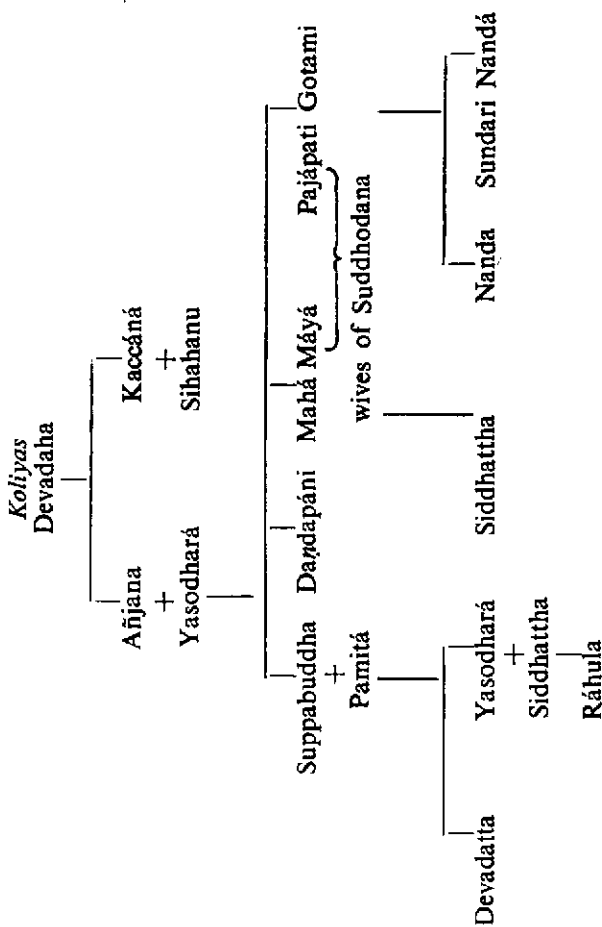 Koliyas
Devadaha
Añjana Kaccáná
+ +
Yasodhará Sihahanu
Suppabuddha Dandapáni Mahá Máyá Pajápati Gotami
+
Pamitá
wives of Suddhodana
Devadatta Yasodhará Siddhattha Nanda Sundari Nandá
+
Siddhattha
Ráhula